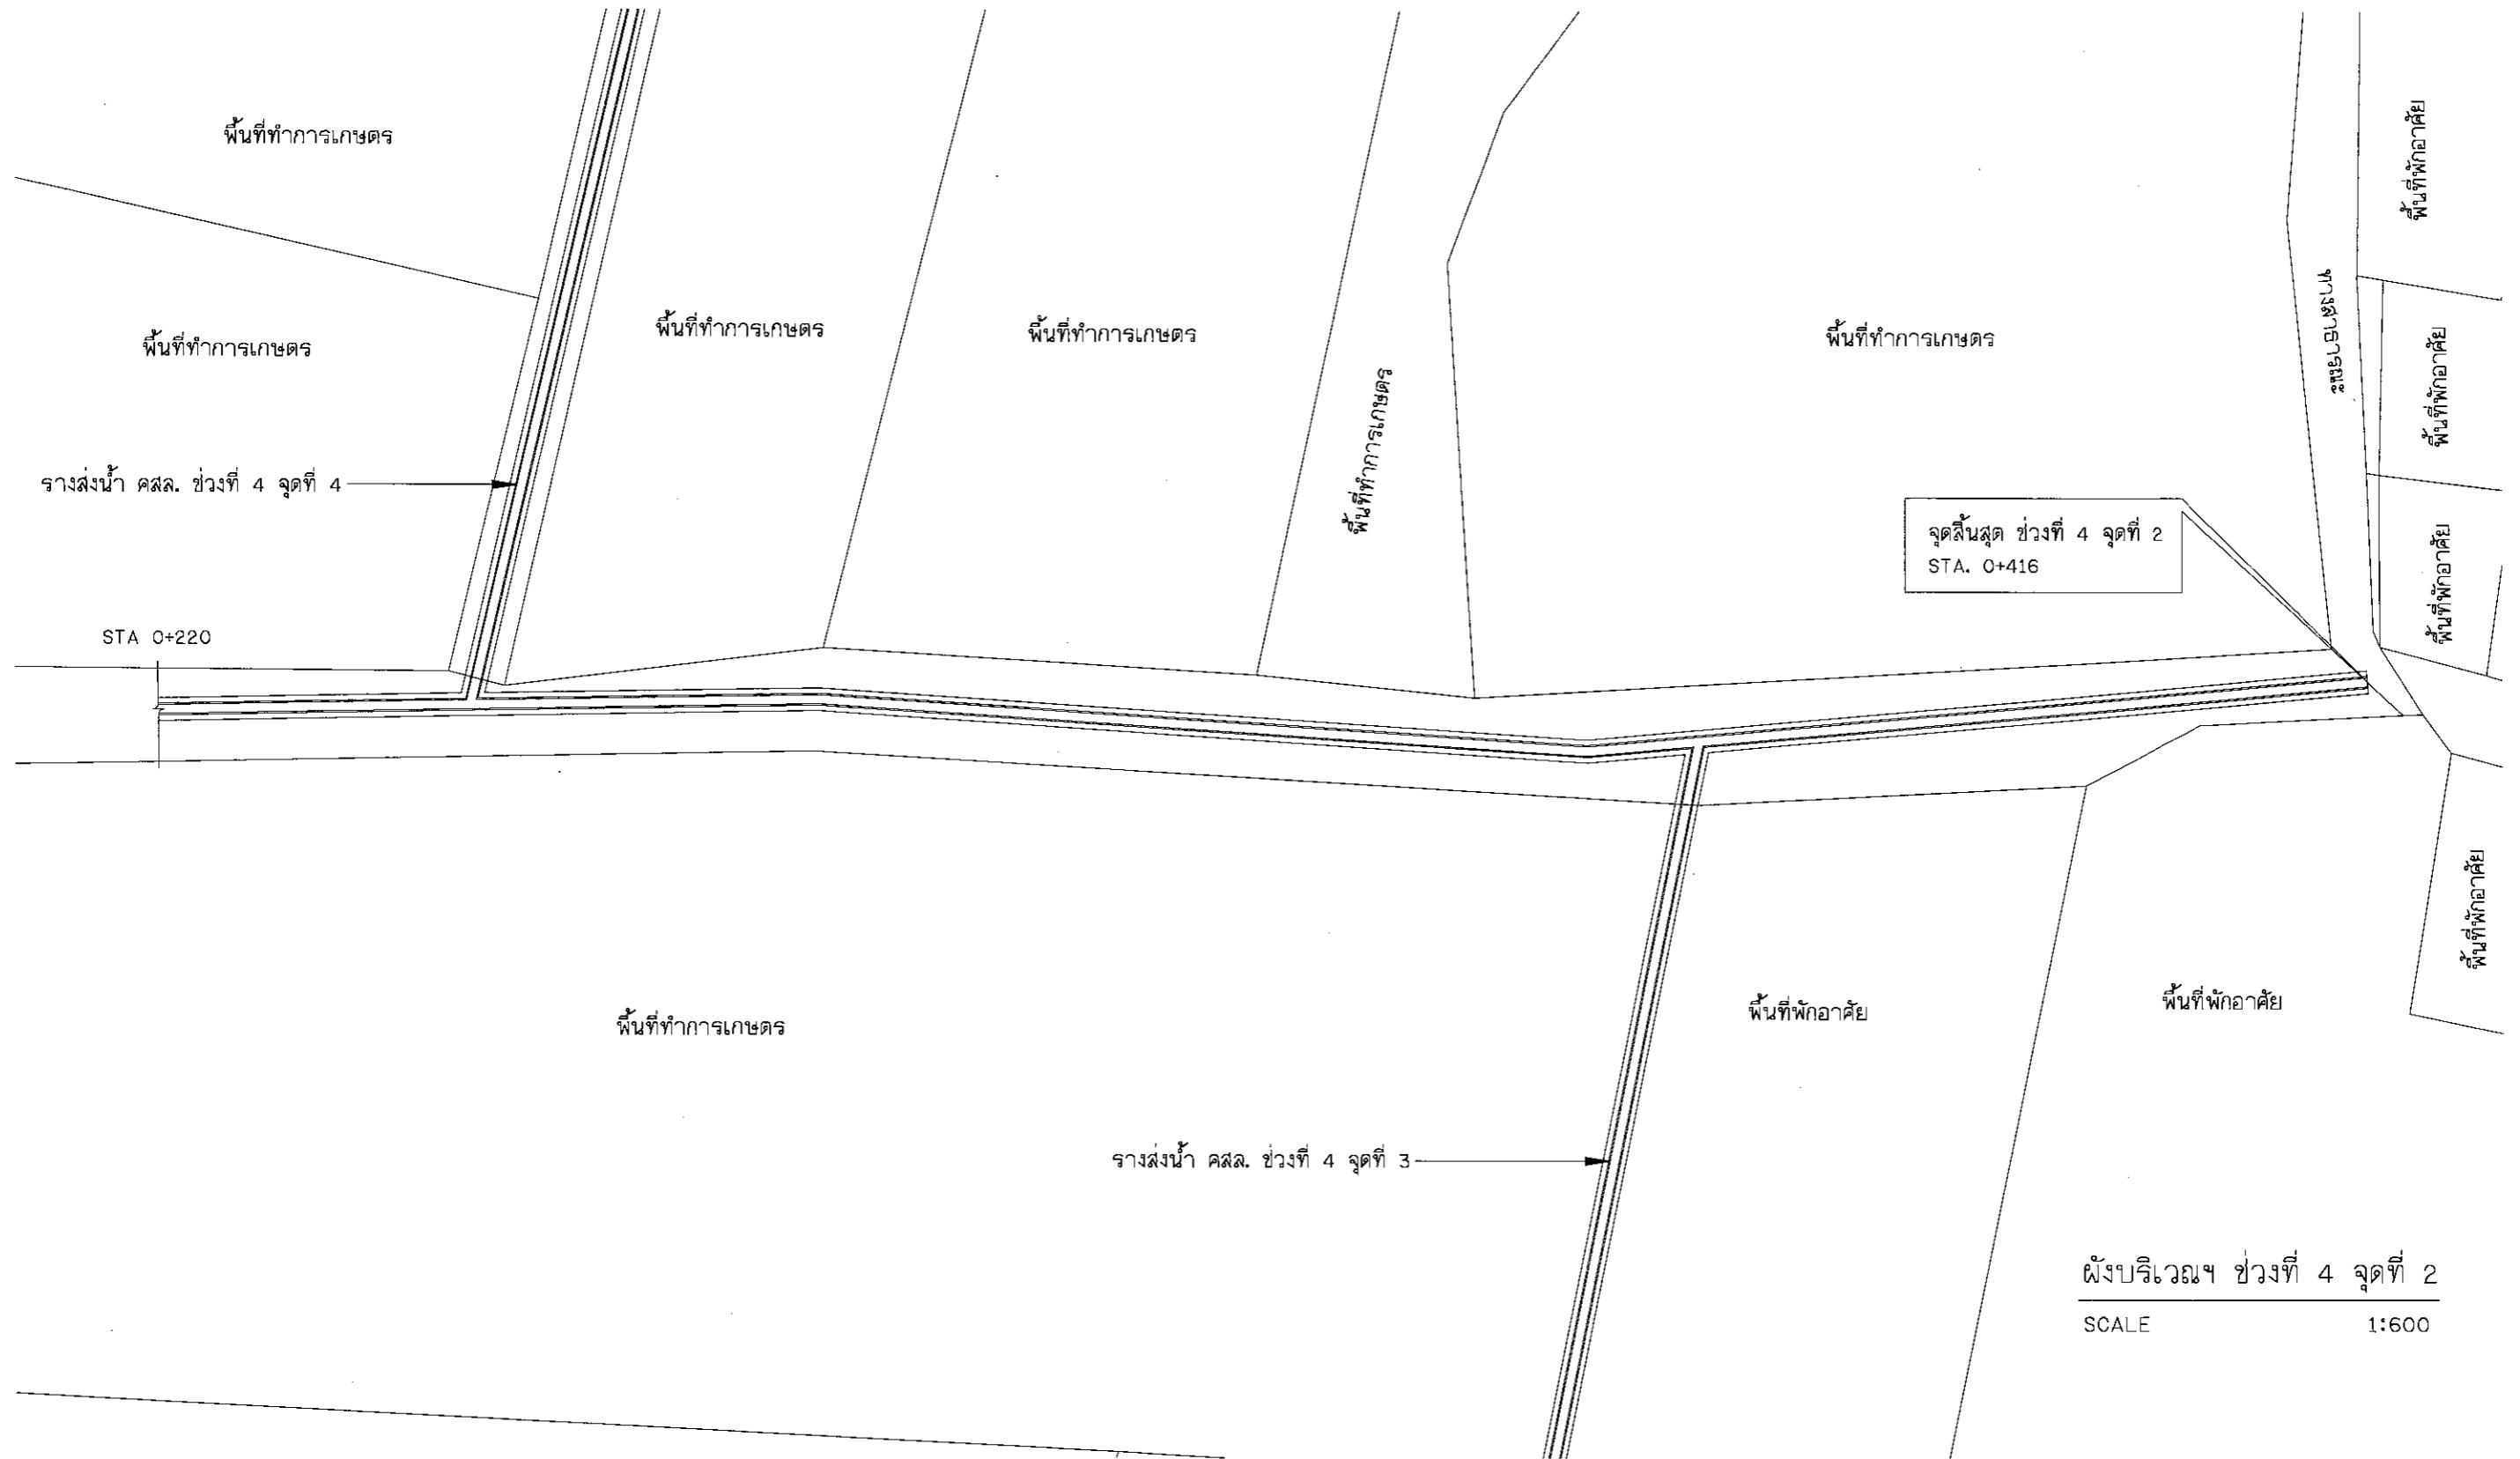 พื้นที่ทำการเกษตร
พื้นที่พักอาศัย
พื้นที่ทำการเกษตร
พื้นที่ทำการเกษตร
พื้นที่ทำการเกษตร
พื้นที่ทำการเกษตร
ทางสาธารณะ
พื้นที่พักอาศัย
พื้นที่ทำการเกษตร
รางส่งน้ำ คสล. ช่วงที่ 4 จุดที่ 4
จุดสิ้นสุด ช่วงที่ 4 จุดที่ 2
STA. 0+416
พื้นที่พักอาศัย
STA 0+220
พื้นที่พักอาศัย
พื้นที่ทำการเกษตร
พื้นที่พักอาศัย
พื้นที่พักอาศัย
รางส่งน้ำ คสล. ช่วงที่ 4 จุดที่ 3
ผังบริเวณฯ ช่วงที่ 4 จุดที่ 2
SCALE 1:600